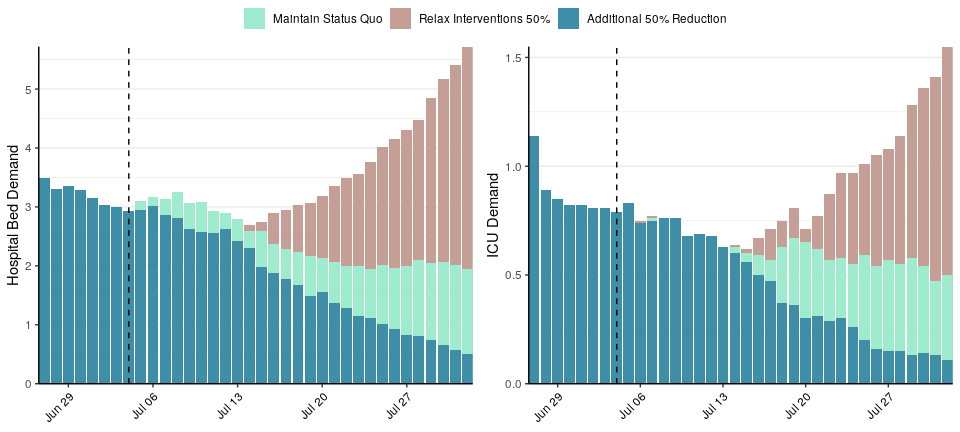 Maintain Status Quo Relax Interventions 50% Additional 50% Reduction
Hospital Bed Demand
5
4
3
2
1
0
Jun 29 Jul 06 Jul 13 Jul 20 Jul 27
ICU Demand
1.5
1.0
0.5
0.0
Jun 29 Jul 06 Jul 13 Jul 20 Jul 27